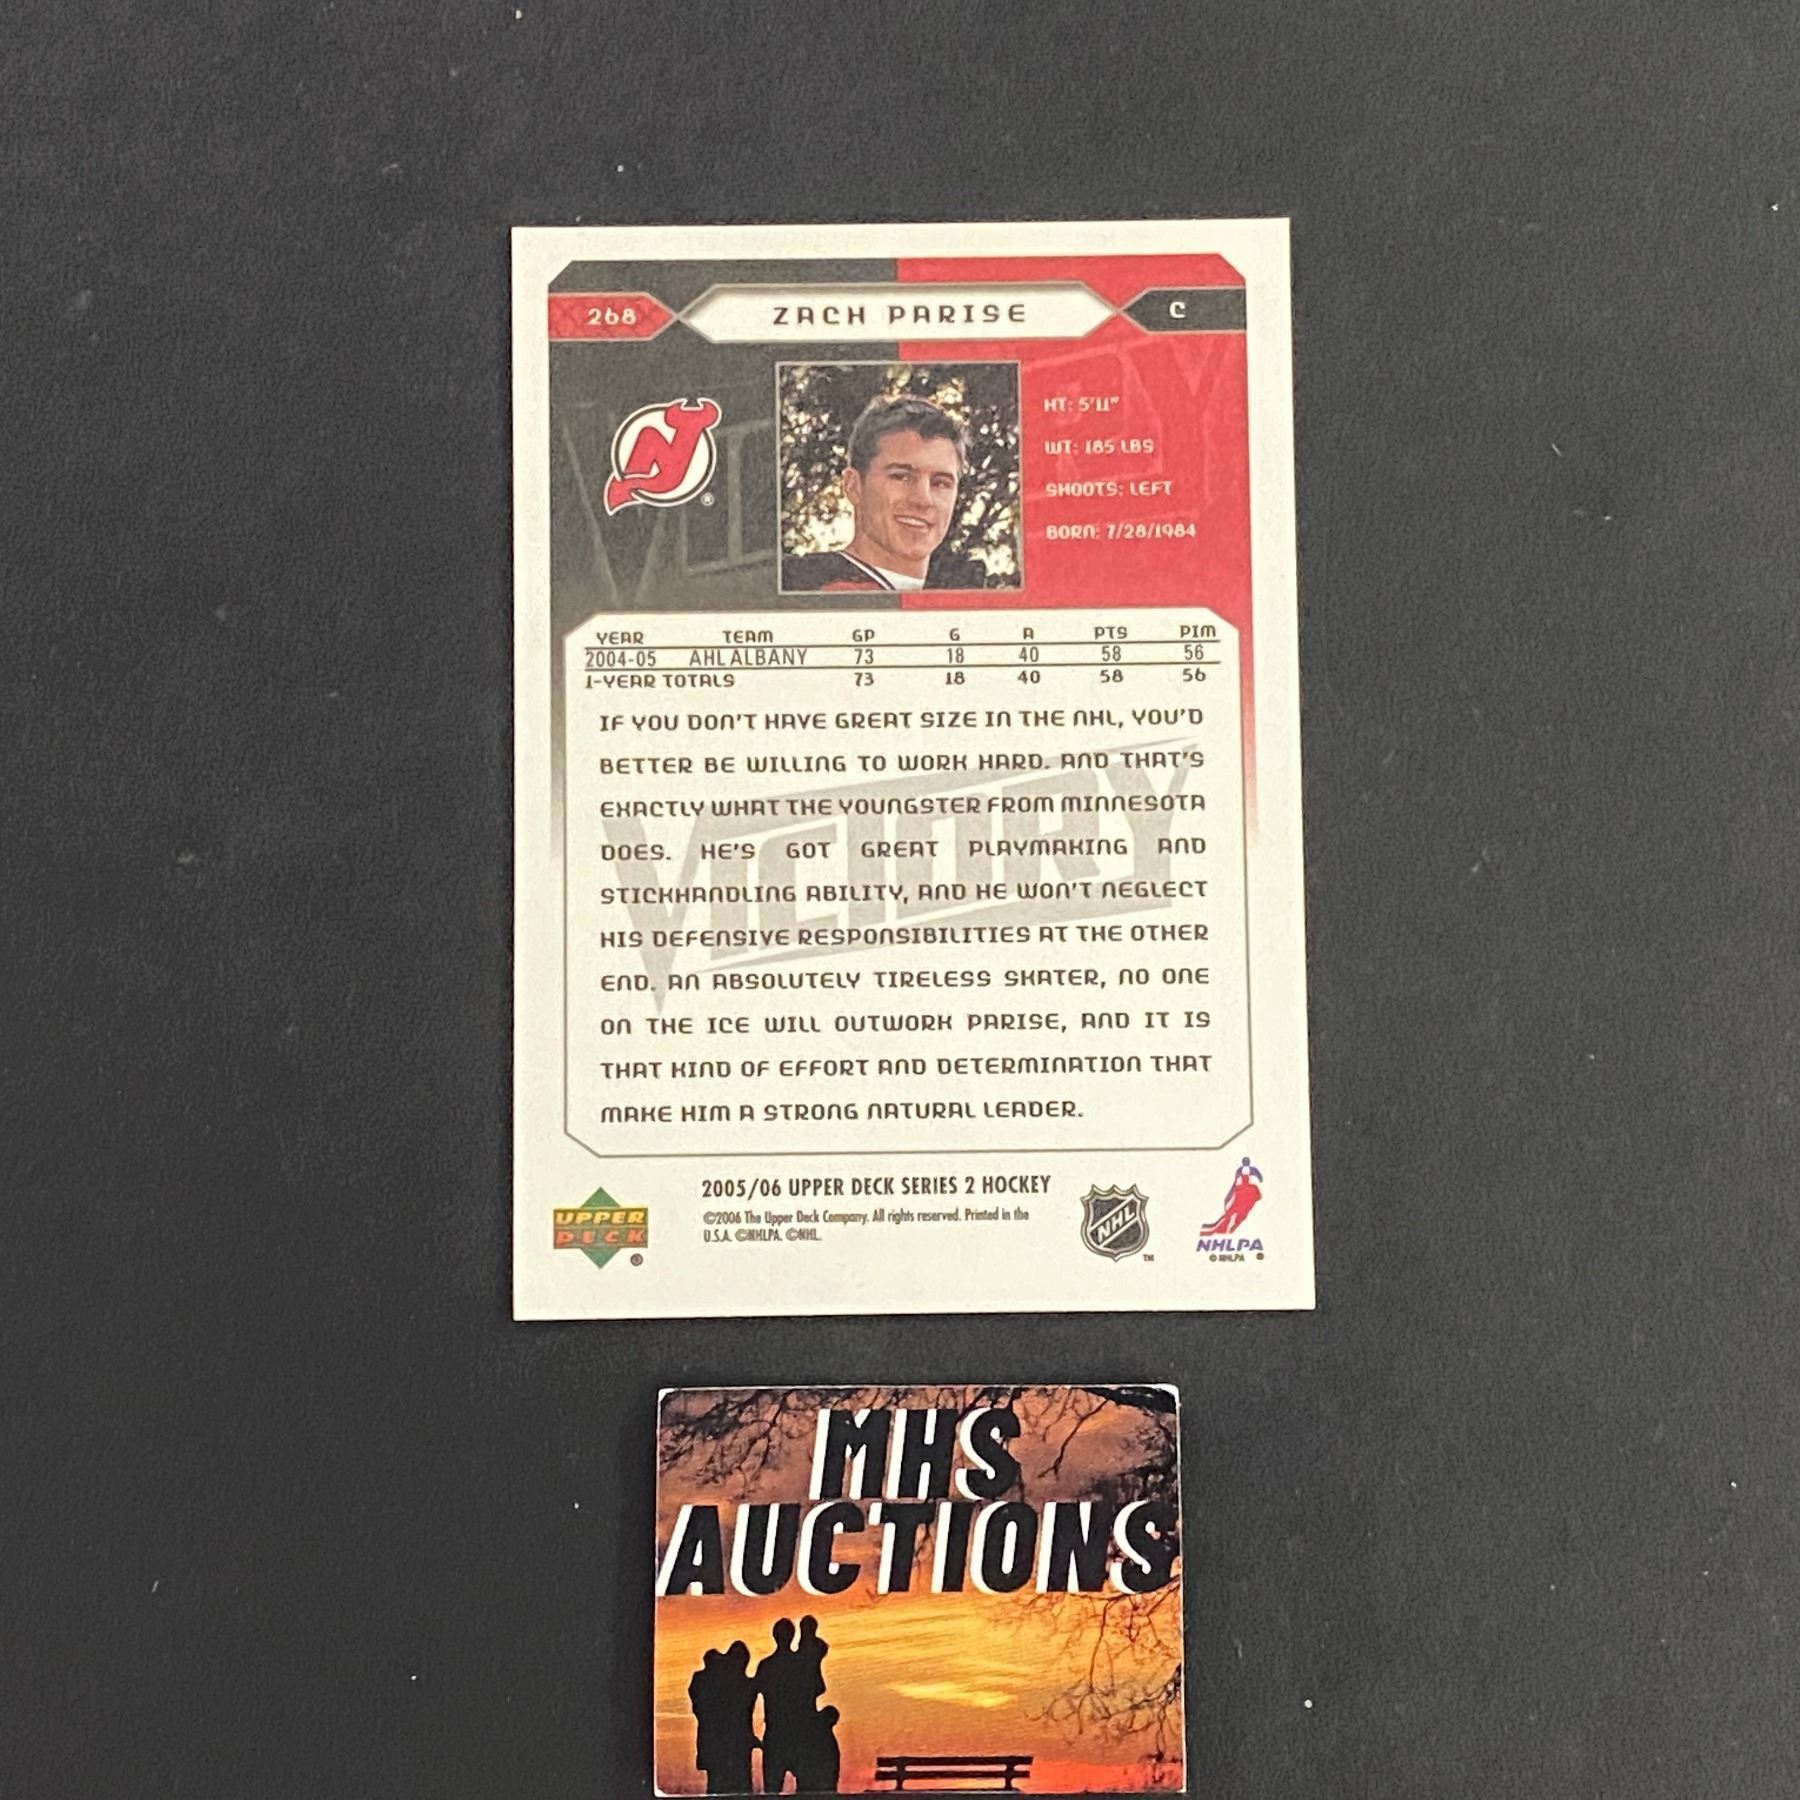 268 ZACH PARISE C
HT: 5'11"
WT: 185 LBS
SHOOTS: LEFT
BORN: 7/28/1984
YEAR TEAM GP G A PTS PIM
2004-05 AHL ALBANY 73 18 40 58 56
1-YEAR TOTALS 73 18 40 58 56
IF YOU DON'T HAVE GREAT SIZE IN THE NHL, YOU'D
BETTER BE WILLING TO WORK HARD. AND THAT'S
EXACTLY WHAT THE YOUNGSTER FROM MINNESOTA
DOES. HE'S GOT GREAT PLAYMAKING AND
STICKHANDLING ABILITY, AND HE WON'T NEGLECT
HIS DEFENSIVE RESPONSIBILITIES AT THE OTHER
END. AN ABSOLUTELY TIRELESS SKATER, NO ONE
ON THE ICE WILL OUTWORK PARISE, AND IT IS
THAT KIND OF EFFORT AND DETERMINATION THAT
MAKE HIM A STRONG NATURAL LEADER.
VICTORY
2005/06 UPPER DECK SERIES 2 HOCKEY
©2006 The Upper Deck Company. All rights reserved. Printed in the
U.S.A. ©NHLPA. ©NHL.
UPPER
DECK
®
NHL
TM
NHLPA
© NHLPA ®
MHS
AUCTIONS